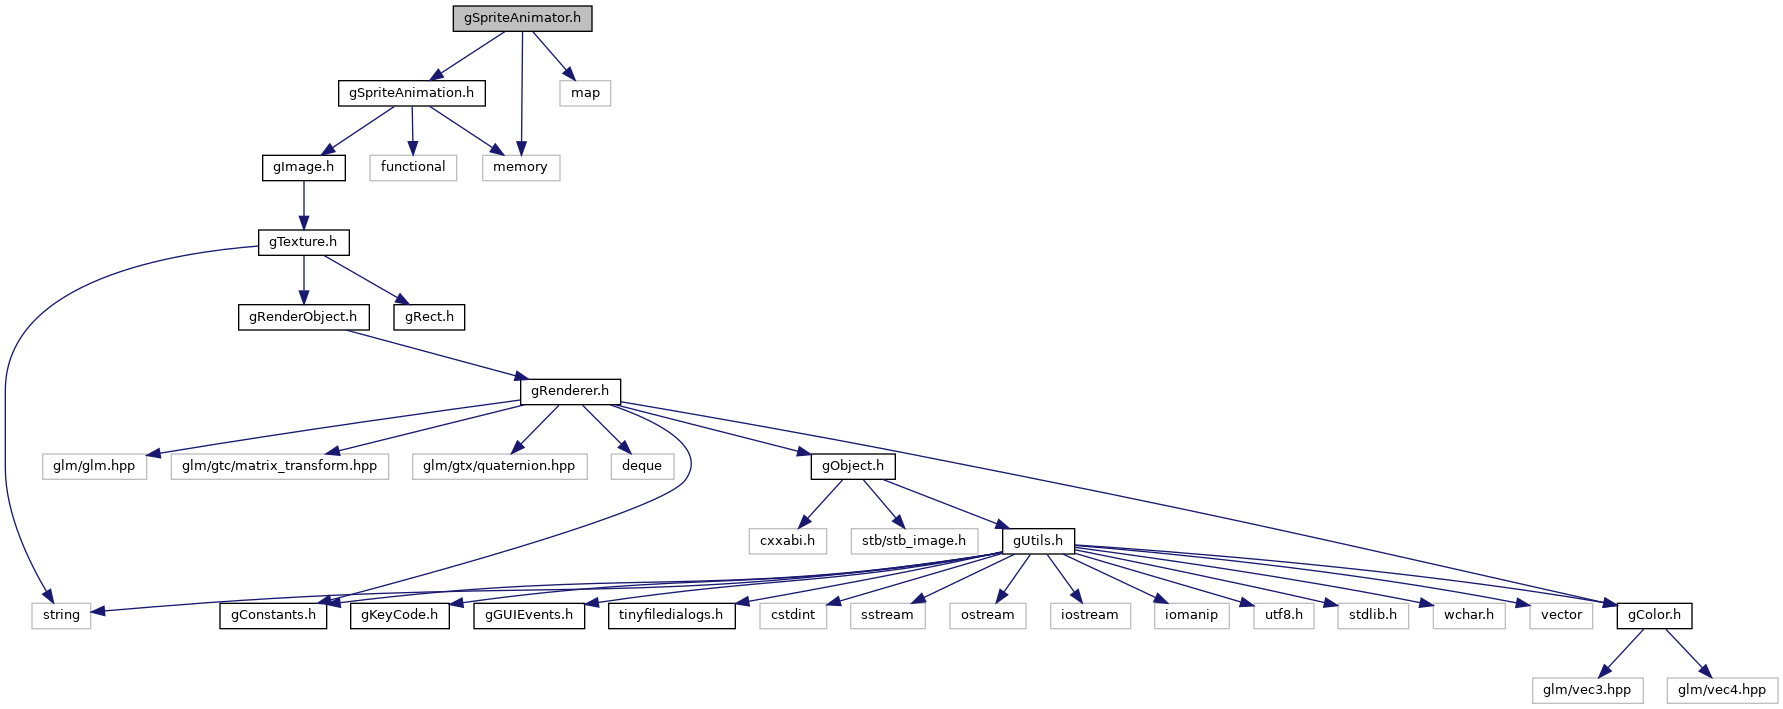 gSpriteAnimator.h
gSpriteAnimation.h
map
gImage.h
functional
memory
gTexture.h
gRenderObject.h
gRect.h
gRenderer.h
glm/glm.hpp
glm/gtc/matrix_transform.hpp
glm/gtx/quaternion.hpp
deque
gObject.h
cxxabi.h
stb/stb_image.h
gUtils.h
string
gConstants.h
gKeyCode.h
gGUIEvents.h
tinyfiledialogs.h
cstdint
sstream
ostream
iostream
iomanip
utf8.h
stdlib.h
wchar.h
vector
gColor.h
glm/vec3.hpp
glm/vec4.hpp